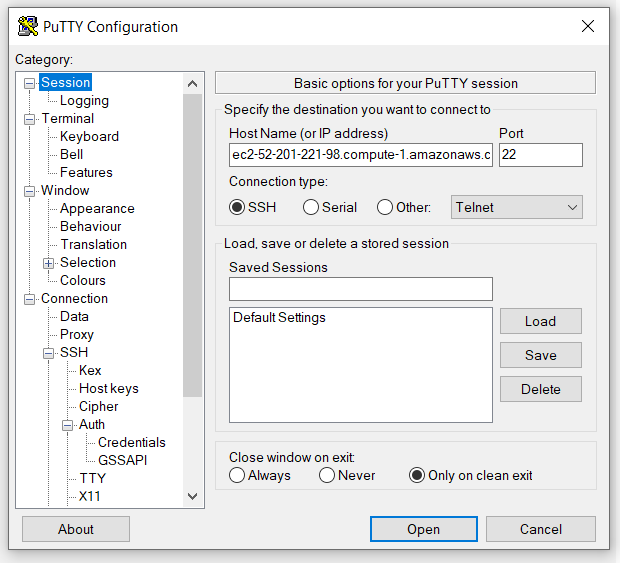 PuTTY Configuration
Category:
Session
Logging
Terminal
Keyboard
Bell
Features
Window
Appearance
Behaviour
Translation
Selection
Colours
Connection
Data
Proxy
SSH
Kex
Host keys
Cipher
Auth
Credentials
GSSAPI
TTY
X11
Basic options for your PuTTY session
Specify the destination you want to connect to
Host Name (or IP address) Port
ec2-52-201-221-98.compute-1.amazonaws.c 22
Connection type:
SSH Serial Other: Telnet
Load, save or delete a stored session
Saved Sessions
Default Settings
Load
Save
Delete
Close window on exit:
Always Never Only on clean exit
About Open Cancel